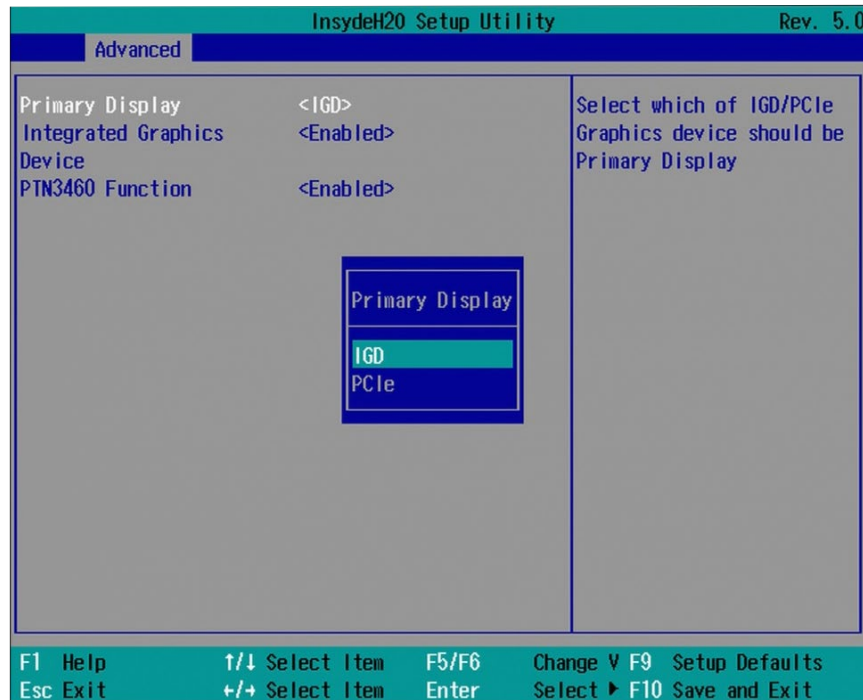 InsydeH20 Setup Utility Rev. 5.0
Advanced
Primary Display <IGD>
Integrated Graphics Device <Enabled>
PTN3460 Function <Enabled>
Select which of IGD/PCIe
Graphics device should be
Primary Display
Primary Display
IGD
PCIe
F1 Help ↑/↓ Select Item F5/F6 Change V F9 Setup Defaults
Esc Exit ←/→ Select Item Enter Select ▶ F10 Save and Exit